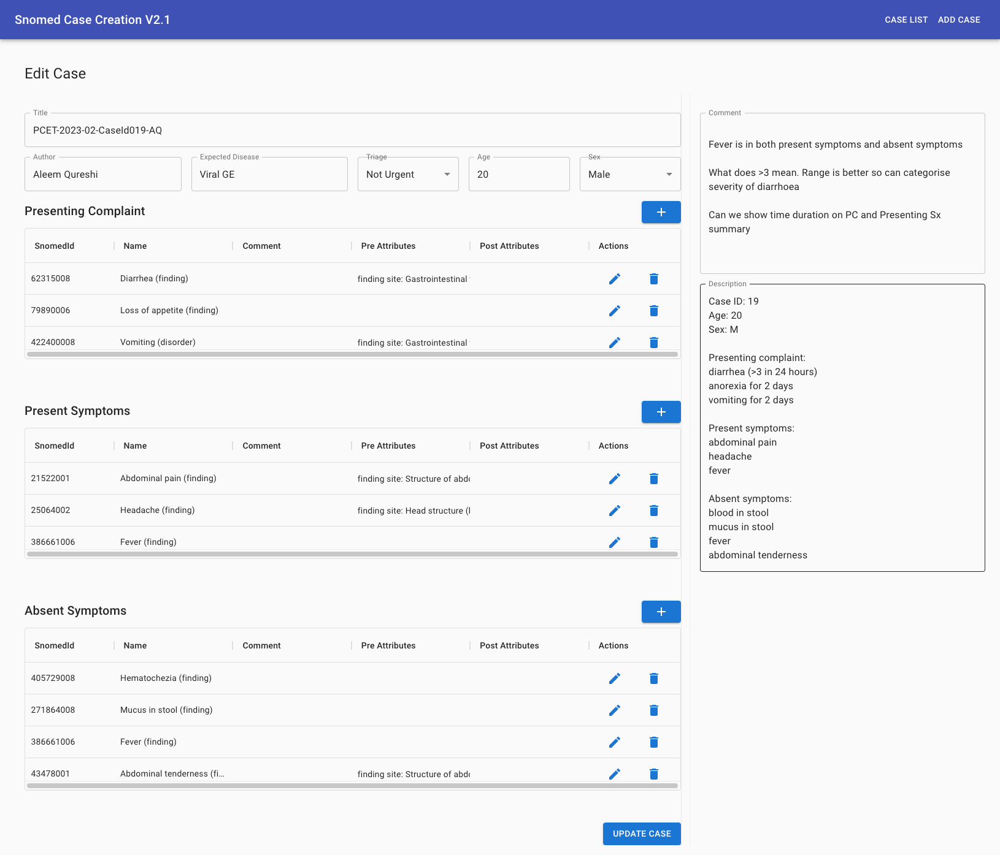 Snomed Case Creation V2.1
CASE LIST ADD CASE
Edit Case
Title
PCET-2023-02-CaseId019-AQ
Author
Aleem Qureshi
Expected Disease
Viral GE
Triage
Not Urgent
Age
20
Sex
Male
Presenting Complaint
SnomedId Name Comment Pre Attributes Post Attributes Actions
62315008 Diarrhea (finding) finding site: Gastrointestinal
79890006 Loss of appetite (finding)
422400008 Vomiting (disorder) finding site: Gastrointestinal
Present Symptoms
SnomedId Name Comment Pre Attributes Post Attributes Actions
21522001 Abdominal pain (finding) finding site: Structure of abd
25064002 Headache (finding) finding site: Head structure (
386661006 Fever (finding)
Absent Symptoms
SnomedId Name Comment Pre Attributes Post Attributes Actions
405729008 Hematochezia (finding)
271864008 Mucus in stool (finding)
386661006 Fever (finding)
43478001 Abdominal tenderness (fi... finding site: Structure of abd
UPDATE CASE
Comment
Fever is in both present symptoms and absent symptoms
What does >3 mean. Range is better so can categorise
severity of diarrhoea
Can we show time duration on PC and Presenting Sx
summary
Description
Case ID: 19
Age: 20
Sex: M
Presenting complaint:
diarrhea (>3 in 24 hours)
anorexia for 2 days
vomiting for 2 days
Present symptoms:
abdominal pain
headache
fever
Absent symptoms:
blood in stool
mucus in stool
fever
abdominal tenderness